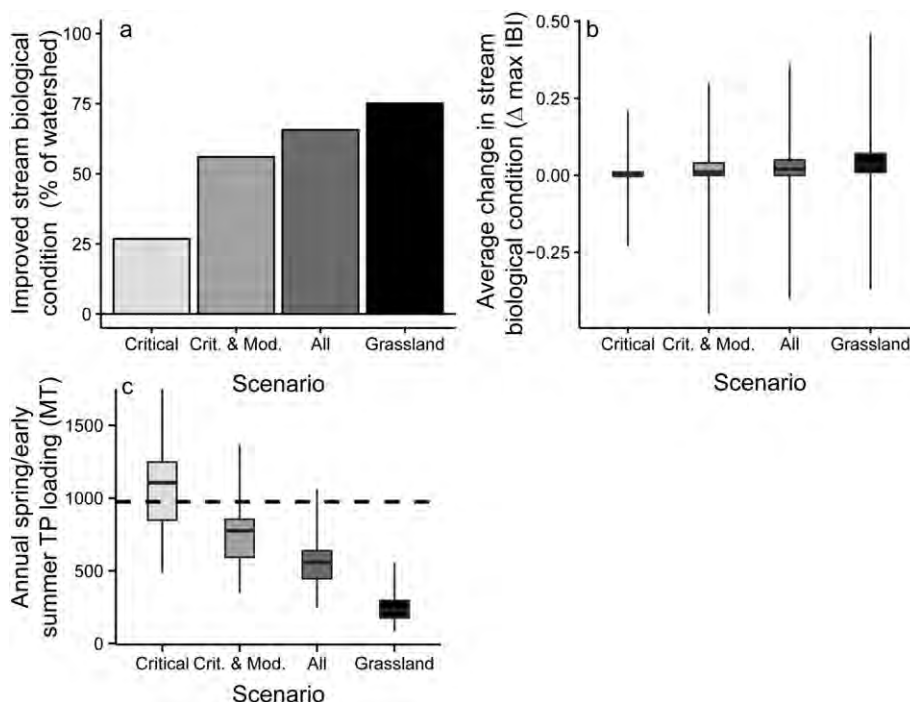 a
Improved stream biological
condition (% of watershed)
100
75
50
25
0
Critical Crit. & Mod. All Grassland
Scenario
b
Average change in stream
biological condition (Δ max IBI)
0.50
0.25
0.00
−0.25
Critical Crit. & Mod. All Grassland
Scenario
c
Annual spring/early
summer TP loading (MT)
1500
1000
500
0
Critical Crit. & Mod. All Grassland
Scenario